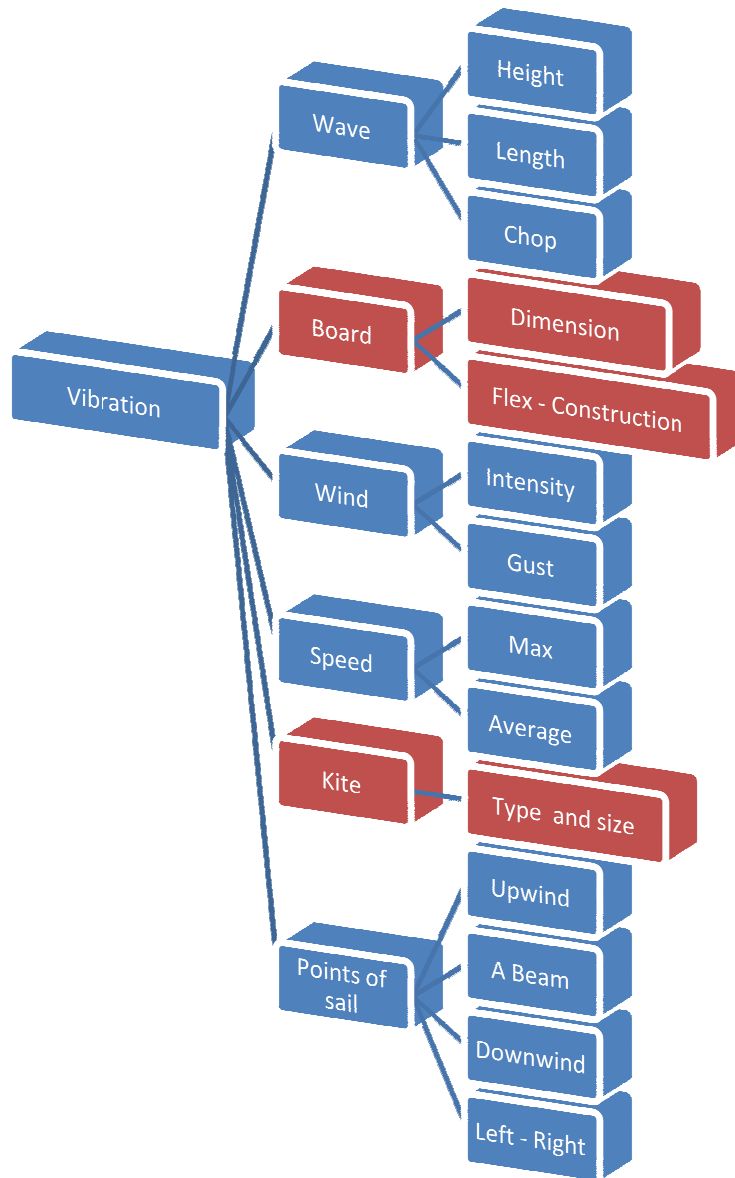 Vibration
Wave
Height
Length
Chop
Board
Dimension
Flex - Construction
Wind
Intensity
Gust
Speed
Max
Average
Kite
Type and size
Points of
sail
Upwind
A Beam
Downwind
Left - Right